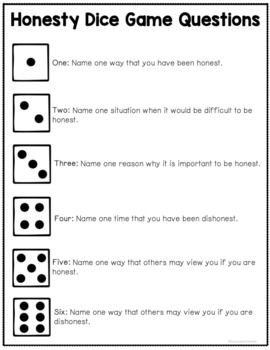 Honesty Dice Game Questions
One: Name one way that you have been honest.
Two: Name one situation when it would be difficult to be
honest.
Three: Name one reason why it is important to be honest.
Four: Name one time that you have been dishonest.
Five: Name one way that others may view you if you are
honest.
Six: Name one way that others may view you if you are
dishonest.